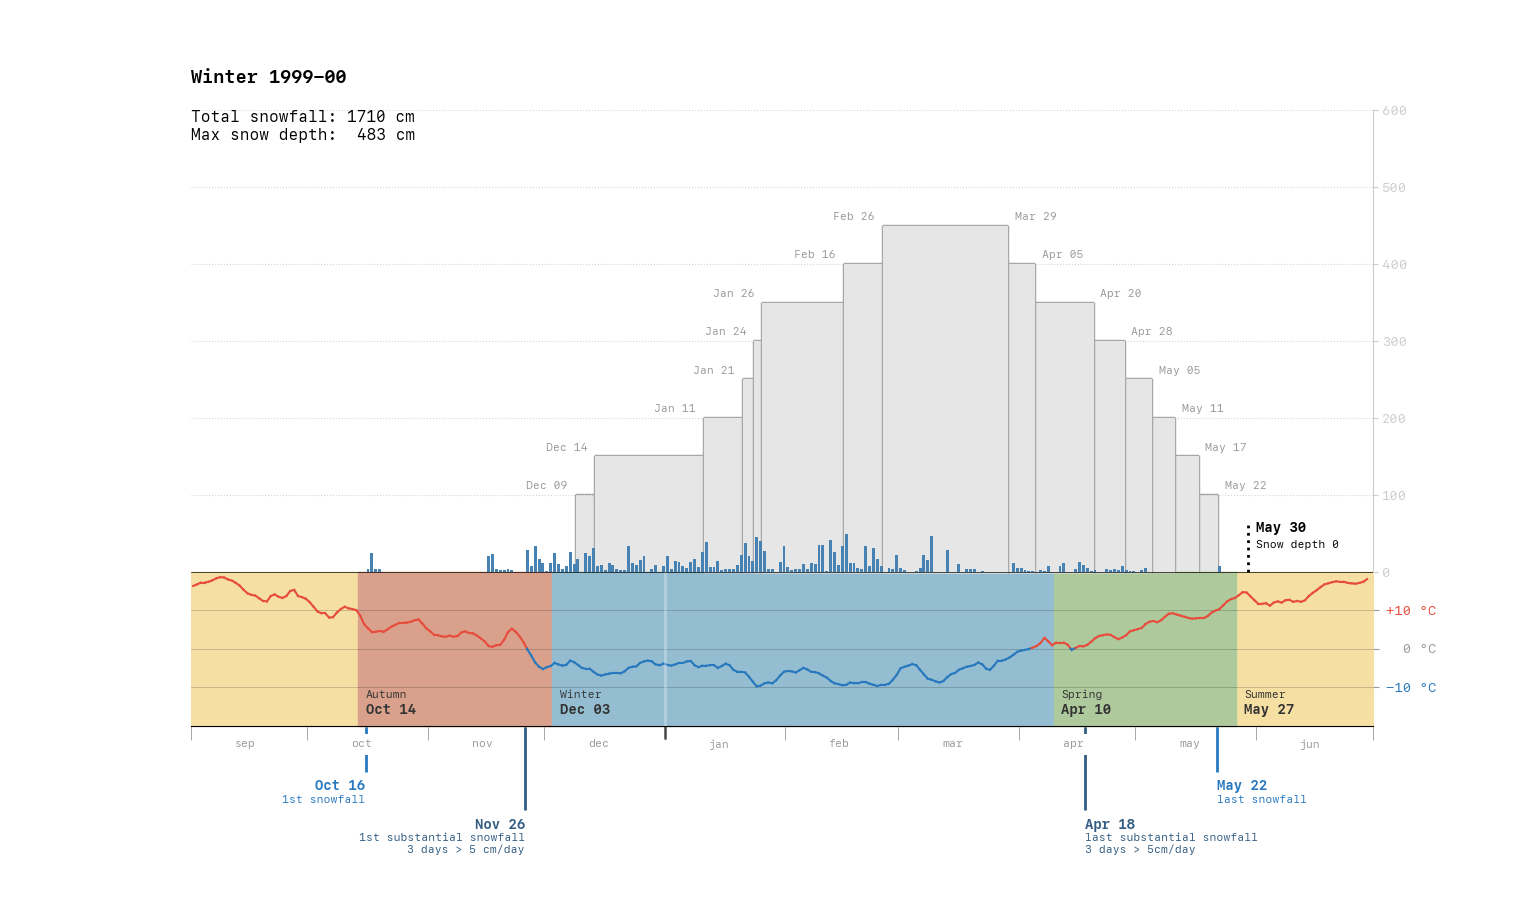 Winter 1999–00
Total snowfall: 1710 cm
Max snow depth:  483 cm
600
500
Feb 26
Mar 29
Feb 16
Apr 05
400
Jan 26
Apr 20
Jan 24
Apr 28
300
Jan 21
May 05
Jan 11
May 11
200
Dec 14
May 17
Dec 09
May 22
100
May 30
Snow depth 0
0
+10 °C
0 °C
−10 °C
Autumn
Oct 14
Winter
Dec 03
Spring
Apr 10
Summer
May 27
sep oct nov dec jan feb mar apr may jun
Oct 16
1st snowfall
May 22
last snowfall
Nov 26
1st substantial snowfall
3 days > 5 cm/day
Apr 18
last substantial snowfall
3 days > 5cm/day